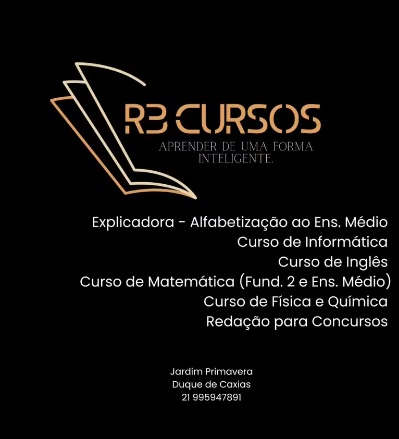 RB CURSOS
APRENDER DE UMA FORMA
INTELIGENTE.
Explicadora - Alfabetização ao Ens. Médio
Curso de Informática
Curso de Inglês
Curso de Matemática (Fund. 2 e Ens. Médio)
Curso de Física e Química
Redação para Concursos
Jardim Primavera
Duque de Caxias
21 995947891